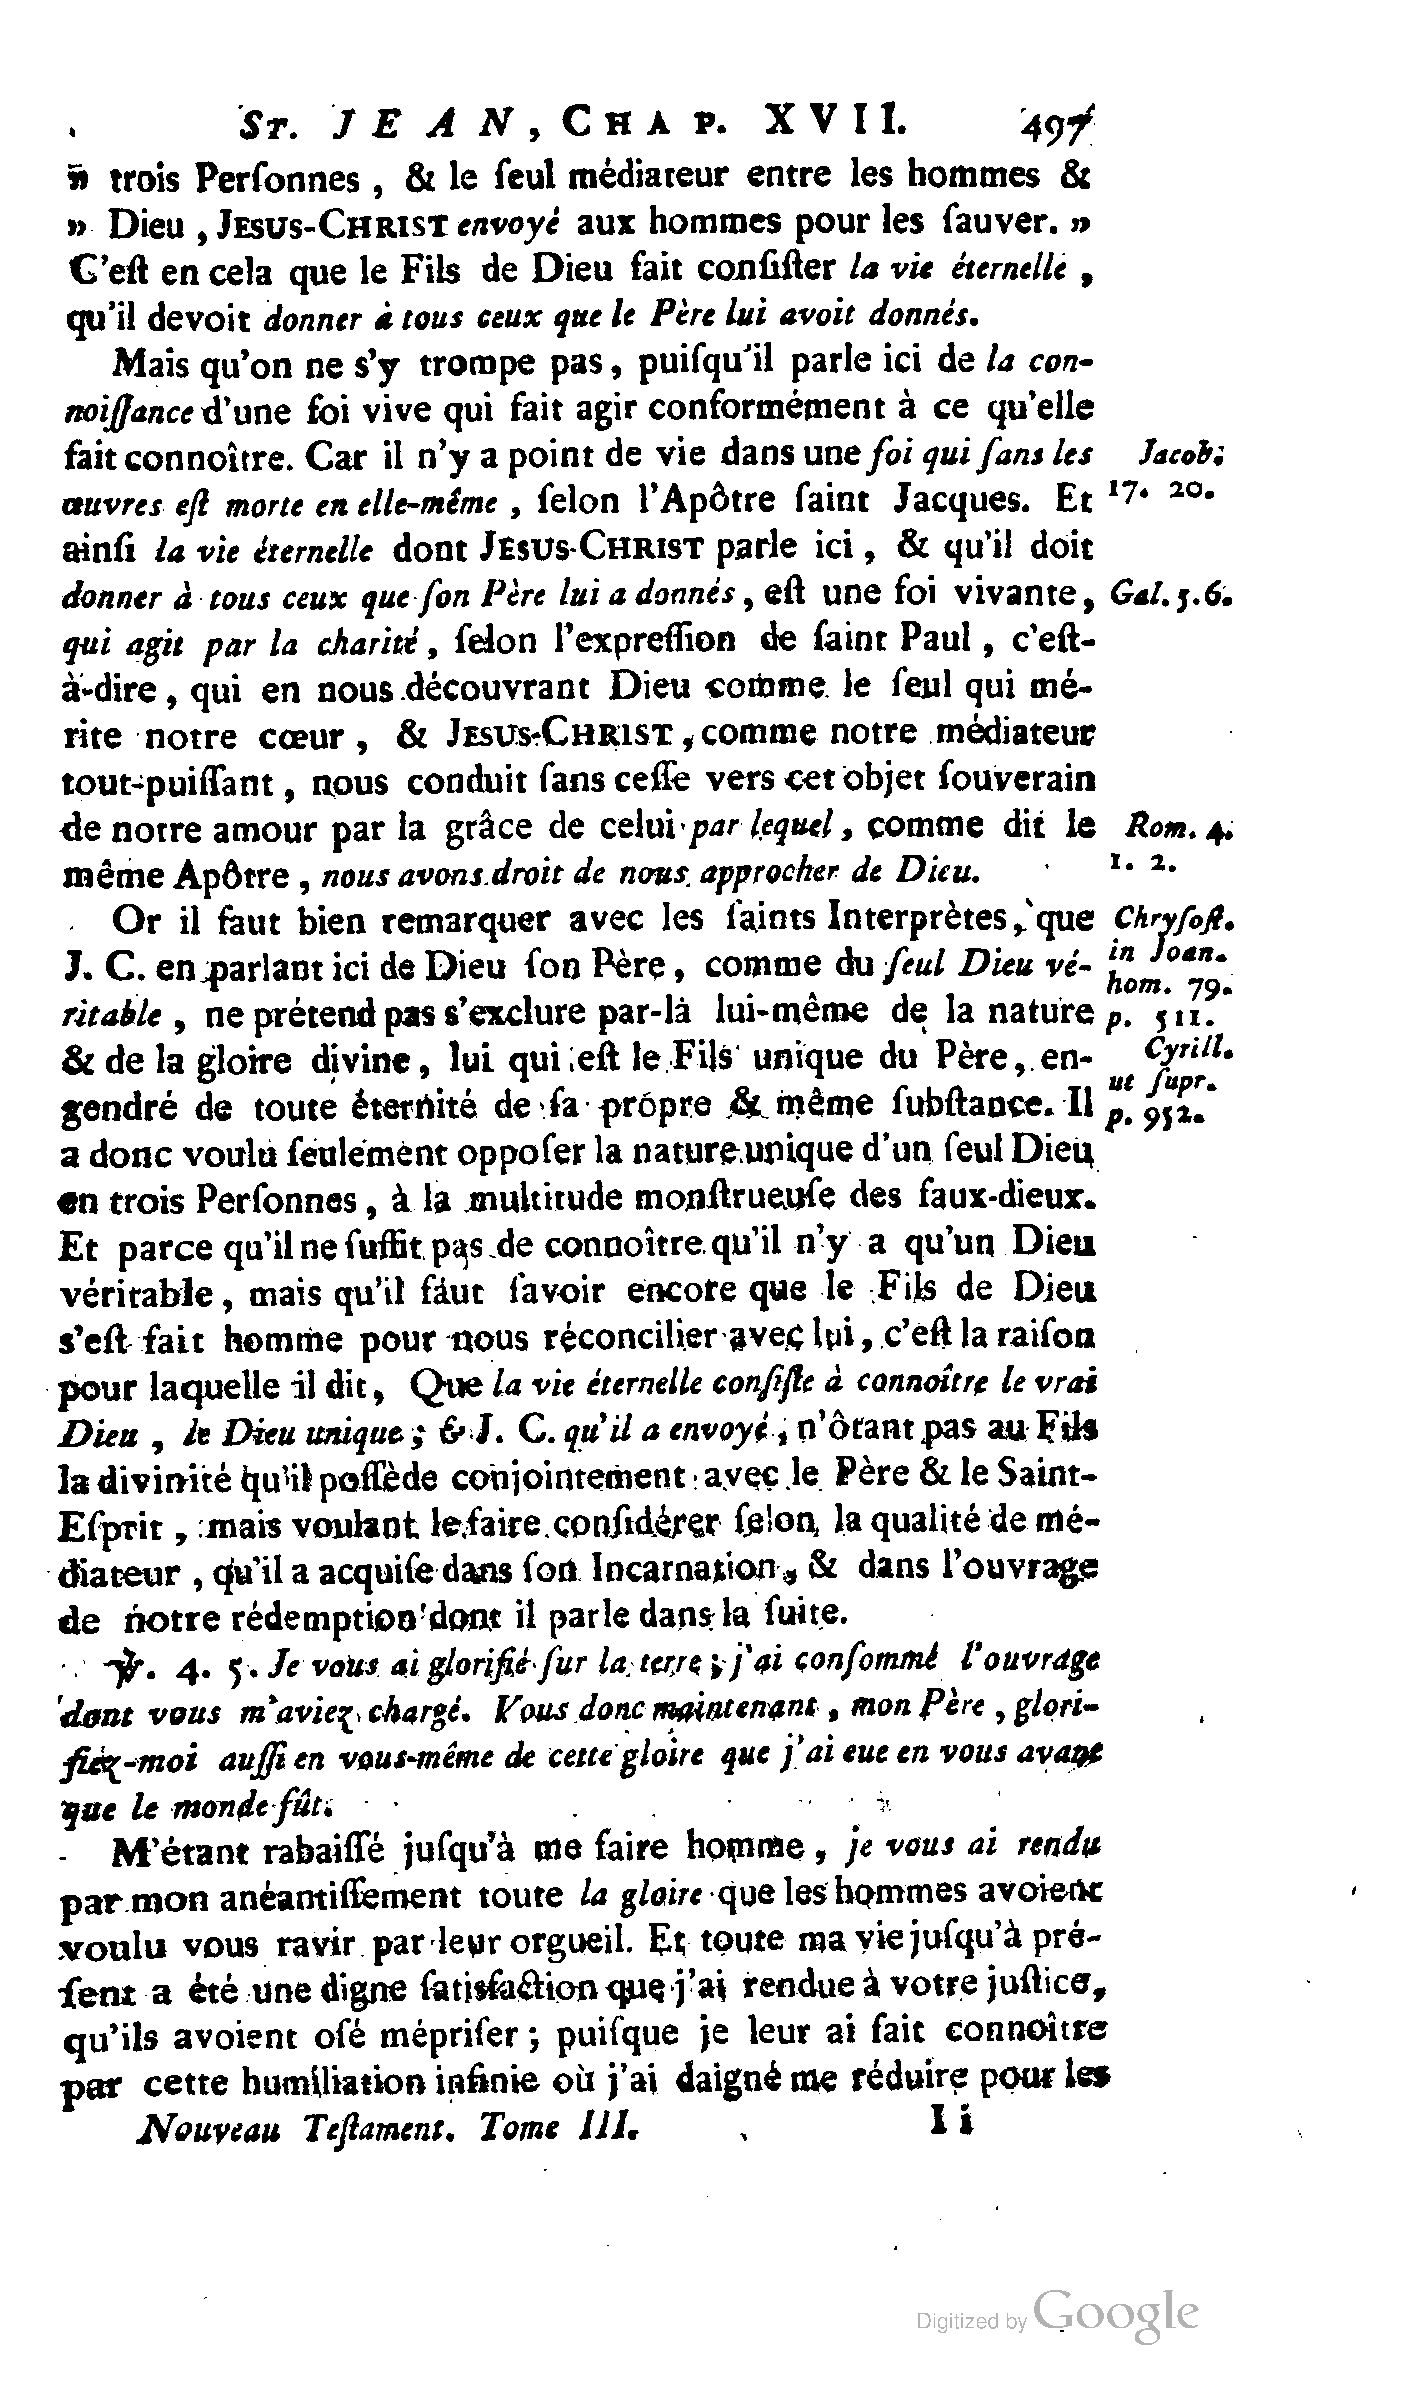 St. JEAN, CHAP. XVII. 497
» trois Perſonnes, & le ſeul médiateur entre les hommes &
» Dieu, JESUS-CHRIST envoyé aux hommes pour les ſauver. »
C'eſt en cela que le Fils de Dieu fait conſiſter la vie éternelle,
qu'il devoit donner à tous ceux que le Père lui avoit donnés.
Mais qu'on ne s'y trompe pas, puiſqu'il parle ici de la con-
noiſſance d'une foi vive qui fait agir conformément à ce qu'elle
fait connoître. Car il n'y a point de vie dans une foi qui ſans les
Jacob.
œuvres eſt morte en elle-même, ſelon l'Apôtre ſaint Jacques. Et
17. 20.
ainſi la vie éternelle dont JESUS-CHRIST parle ici, & qu'il doit
donner à tous ceux que ſon Père lui a donnés, eſt une foi vivante,
Gal. 5. 6.
qui agit par la charité, ſelon l'expreſſion de ſaint Paul, c'eſt-
à-dire, qui en nous découvrant Dieu comme le ſeul qui mé-
rite notre cœur, & JESUS-CHRIST, comme notre médiateur
tout-puiſſant, nous conduit ſans ceſſe vers cet objet ſouverain
de notre amour par la grâce de celui par lequel, comme dit le
Rom. 4.
même Apôtre, nous avons droit de nous approcher de Dieu.
1. 2.
Or il faut bien remarquer avec les ſaints Interprètes, que
Chryſoſt.
J. C. en parlant ici de Dieu ſon Père, comme du ſeul Dieu vé-
in Joan.
hom. 79.
ritable, ne prétend pas s'exclure par-là lui-même de la nature
p. 511.
& de la gloire divine, lui qui eſt le Fils unique du Père, en-
Cyrill.
ut ſupr.
gendré de toute éternité de ſa propre & même ſubſtance. Il
p. 952.
a donc voulu ſeulement oppoſer la nature unique d'un ſeul Dieu
en trois Perſonnes, à la multitude monſtrueuſe des faux-dieux.
Et parce qu'il ne ſuffit pas de connoître qu'il n'y a qu'un Dieu
véritable, mais qu'il faut ſavoir encore que le Fils de Dieu
s'eſt fait homme pour nous réconcilier avec lui, c'eſt la raiſon
pour laquelle il dit, Que la vie éternelle conſiſte à connoître le vrai
Dieu, le Dieu unique; & J. C. qu'il a envoyé; n'ôtant pas au Fils
la divinité qu'il poſſède conjointement avec le Père & le Saint-
Eſprit, mais voulant le faire conſidérer ſelon la qualité de mé-
diateur, qu'il a acquiſe dans ſon Incarnation, & dans l'ouvrage
de notre rédemption dont il parle dans la ſuite.
℣. 4. 5. Je vous ai glorifié ſur la terre; j'ai conſommé l'ouvrage
dont vous m'aviez chargé. Vous donc maintenant, mon Père, glori-
fiez-moi auſſi en vous-même de cette gloire que j'ai eue en vous avant
que le monde fût.
M'étant rabaiſſé juſqu'à me faire homme, je vous ai rendu
par mon anéantiſſement toute la gloire que les hommes avoient
voulu vous ravir par leur orgueil. Et toute ma vie juſqu'à pré-
ſent a été une digne ſatisfaction que j'ai rendue à votre juſtice,
qu'ils avoient oſé mépriſer; puiſque je leur ai fait connoître
par cette humiliation infinie où j'ai daigné me réduire pour les
Nouveau Teſtament. Tome III. I i
Digitized by Google